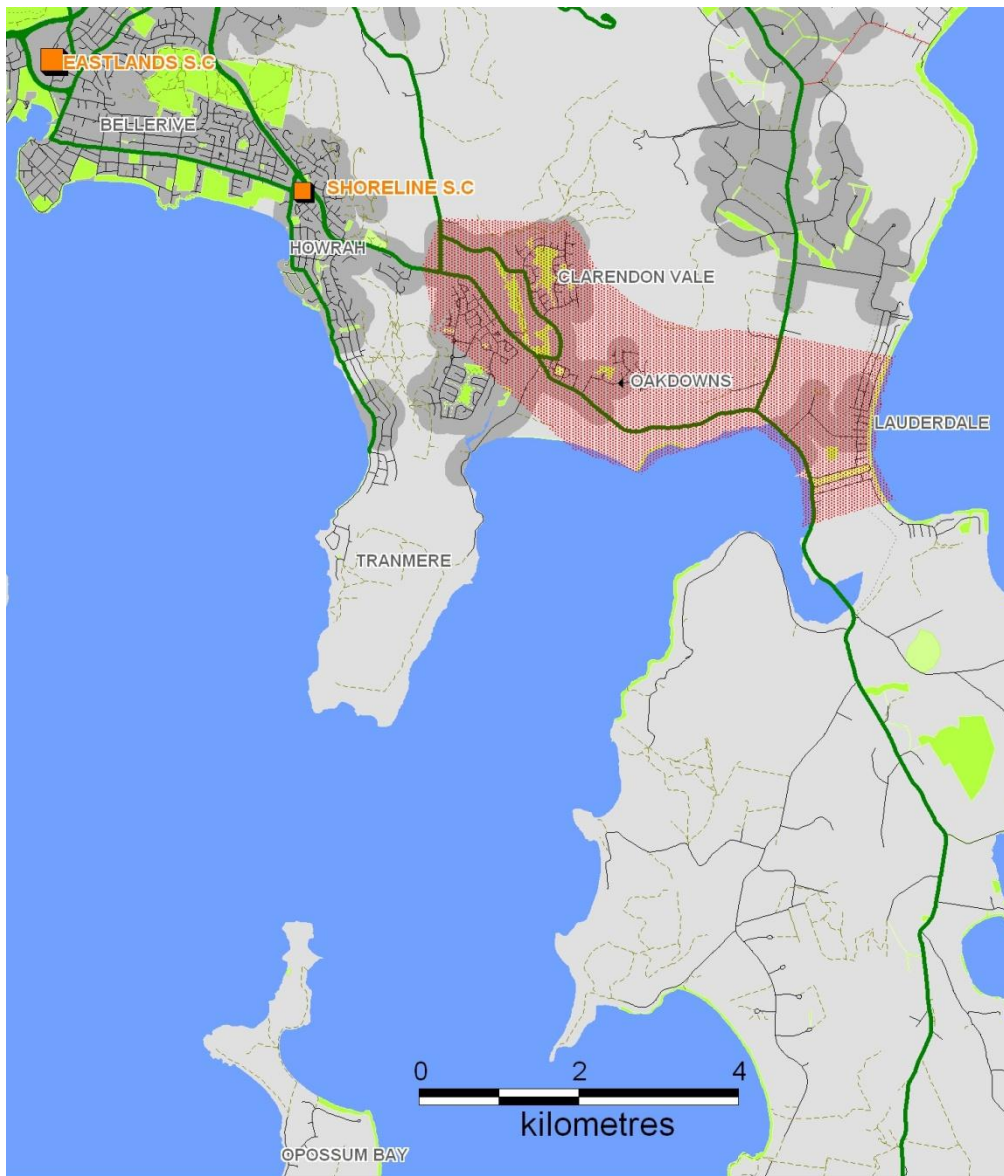 EASTLANDS S.C
BELLERIVE
SHORELINE S.C
HOWRAH
CLARENDON VALE
OAKDOWNS
LAUDERDALE
TRANMERE
0 2 4
kilometres
OPOSSUM BAY